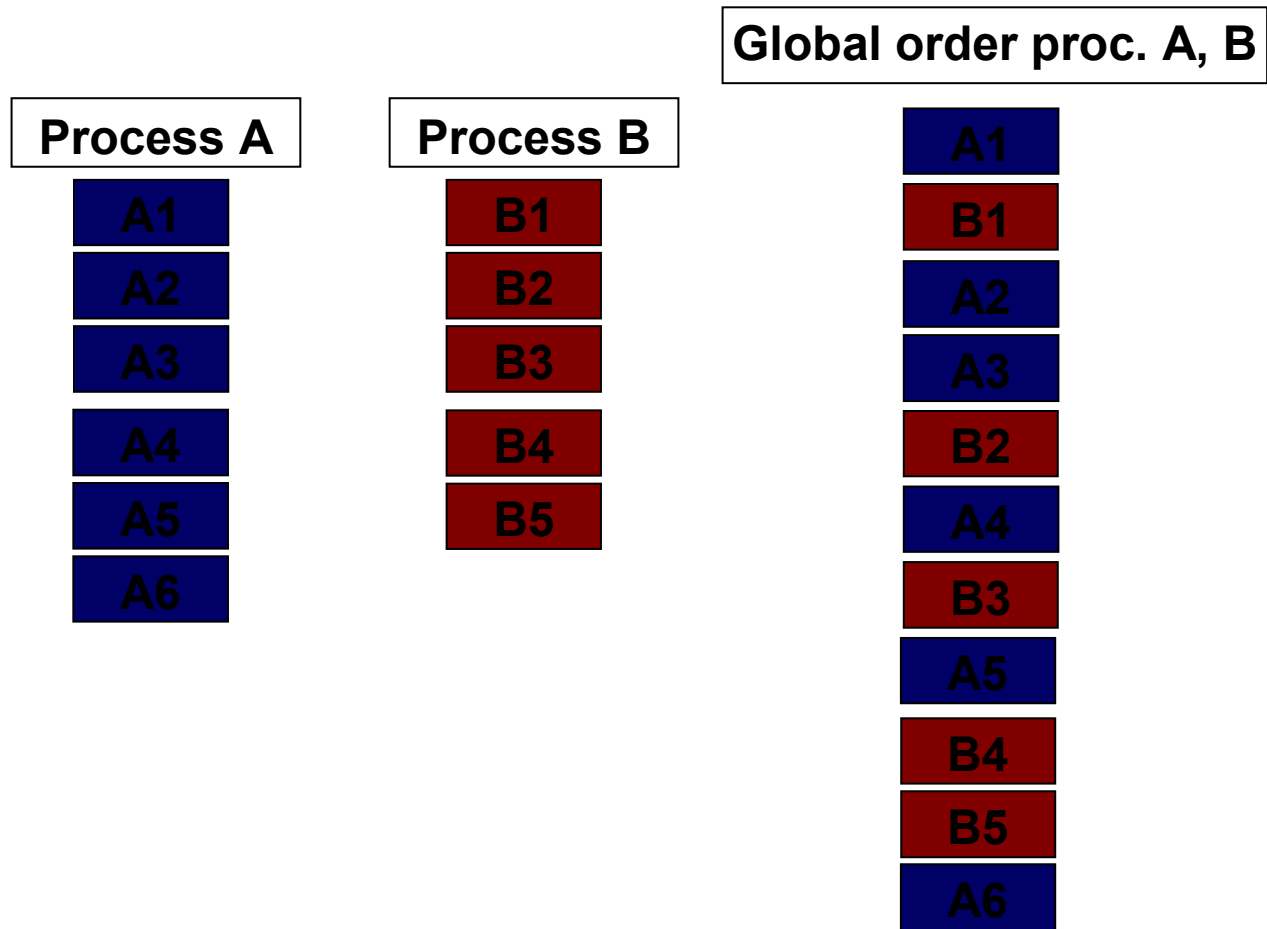 Global order proc. A, B
Process A
A1
A2
A3
A4
A5
A6
Process B
B1
B2
B3
B4
B5
A1
B1
A2
A3
B2
A4
B3
A5
B4
B5
A6